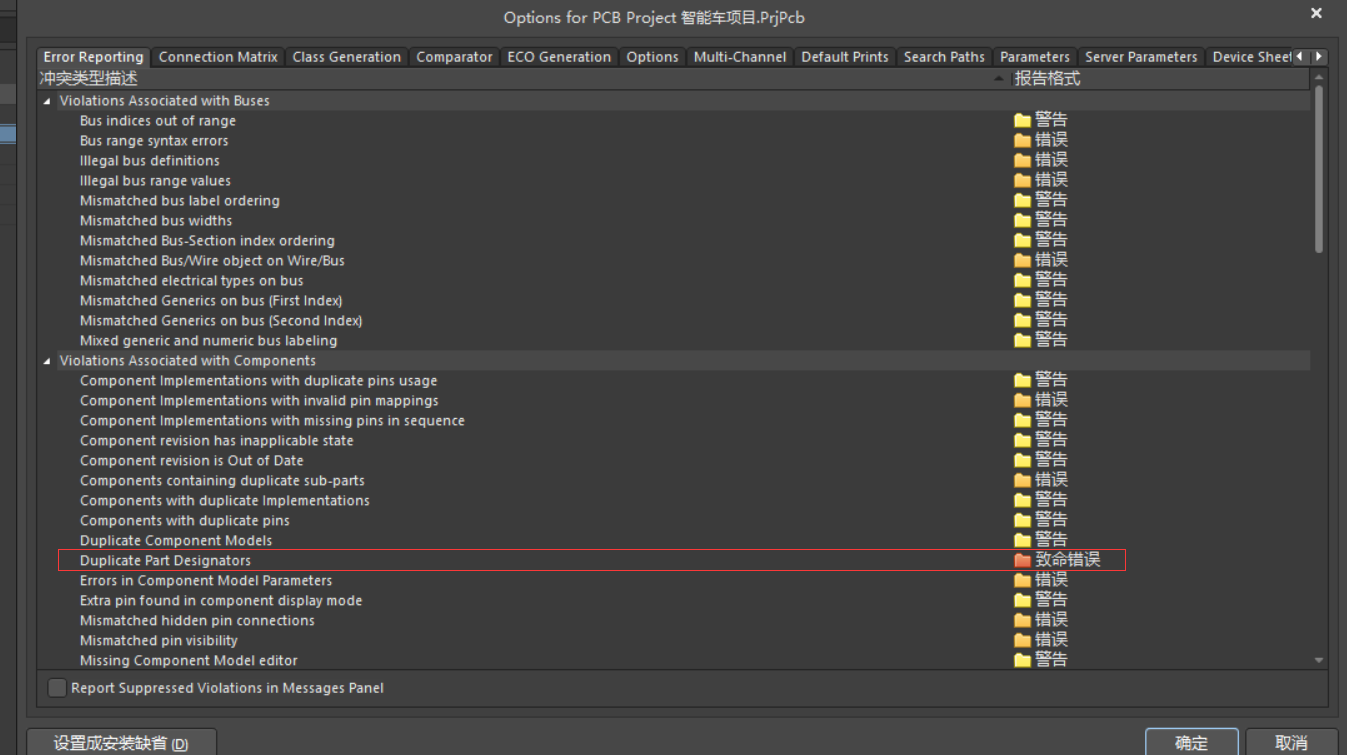 Options for PCB Project 智能车项目.PrjPcb
Error Reporting Connection Matrix Class Generation Comparator ECO Generation Options Multi-Channel Default Prints Search Paths Parameters Server Parameters Device Sheet
冲突类型描述 报告格式
Violations Associated with Buses
Bus indices out of range 警告
Bus range syntax errors 错误
Illegal bus definitions 错误
Illegal bus range values 错误
Mismatched bus label ordering 警告
Mismatched bus widths 警告
Mismatched Bus-Section index ordering 警告
Mismatched Bus/Wire object on Wire/Bus 错误
Mismatched electrical types on bus 警告
Mismatched Generics on bus (First Index) 警告
Mismatched Generics on bus (Second Index) 警告
Mixed generic and numeric bus labeling 警告
Violations Associated with Components
Component Implementations with duplicate pins usage 警告
Component Implementations with invalid pin mappings 错误
Component Implementations with missing pins in sequence 警告
Component revision has inapplicable state 警告
Component revision is Out of Date 警告
Components containing duplicate sub-parts 错误
Components with duplicate Implementations 警告
Components with duplicate pins 警告
Duplicate Component Models 警告
Duplicate Part Designators 致命错误
Errors in Component Model Parameters 错误
Extra pin found in component display mode 警告
Mismatched hidden pin connections 错误
Mismatched pin visibility 错误
Missing Component Model editor 警告
Report Suppressed Violations in Messages Panel
设置成安装缺省 (D) 确定 取消